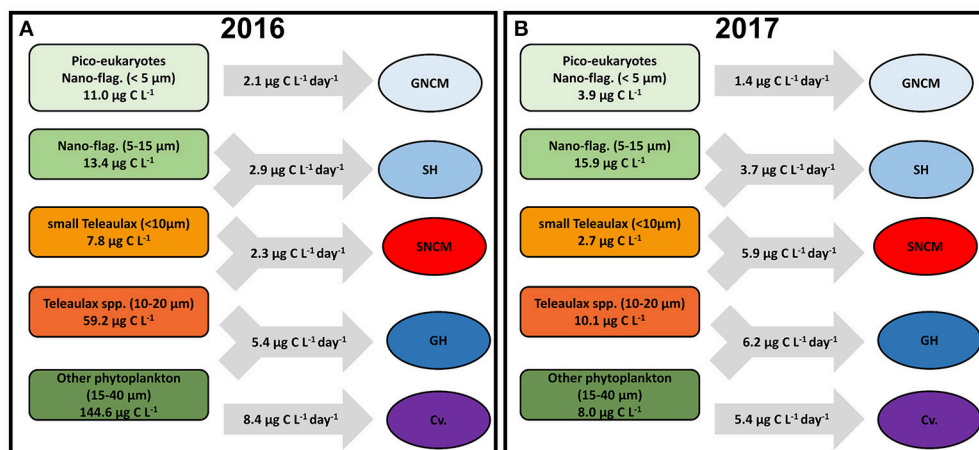 A
2016
Pico-eukaryotes
Nano-flag. (< 5 µm)
11.0 µg C L⁻¹
2.1 µg C L⁻¹ day⁻¹
GNCM
Nano-flag. (5-15 µm)
13.4 µg C L⁻¹
2.9 µg C L⁻¹ day⁻¹
SH
small Teleaulax (<10µm)
7.8 µg C L⁻¹
2.3 µg C L⁻¹ day⁻¹
SNCM
Teleaulax spp. (10-20 µm)
59.2 µg C L⁻¹
5.4 µg C L⁻¹ day⁻¹
GH
Other phytoplankton
(15-40 µm)
144.6 µg C L⁻¹
8.4 µg C L⁻¹ day⁻¹
Cv.
B
2017
Pico-eukaryotes
Nano-flag. (< 5 µm)
3.9 µg C L⁻¹
1.4 µg C L⁻¹ day⁻¹
GNCM
Nano-flag. (5-15 µm)
15.9 µg C L⁻¹
3.7 µg C L⁻¹ day⁻¹
SH
small Teleaulax (<10µm)
2.7 µg C L⁻¹
5.9 µg C L⁻¹ day⁻¹
SNCM
Teleaulax spp. (10-20 µm)
10.1 µg C L⁻¹
6.2 µg C L⁻¹ day⁻¹
GH
Other phytoplankton
(15-40 µm)
8.0 µg C L⁻¹
5.4 µg C L⁻¹ day⁻¹
Cv.